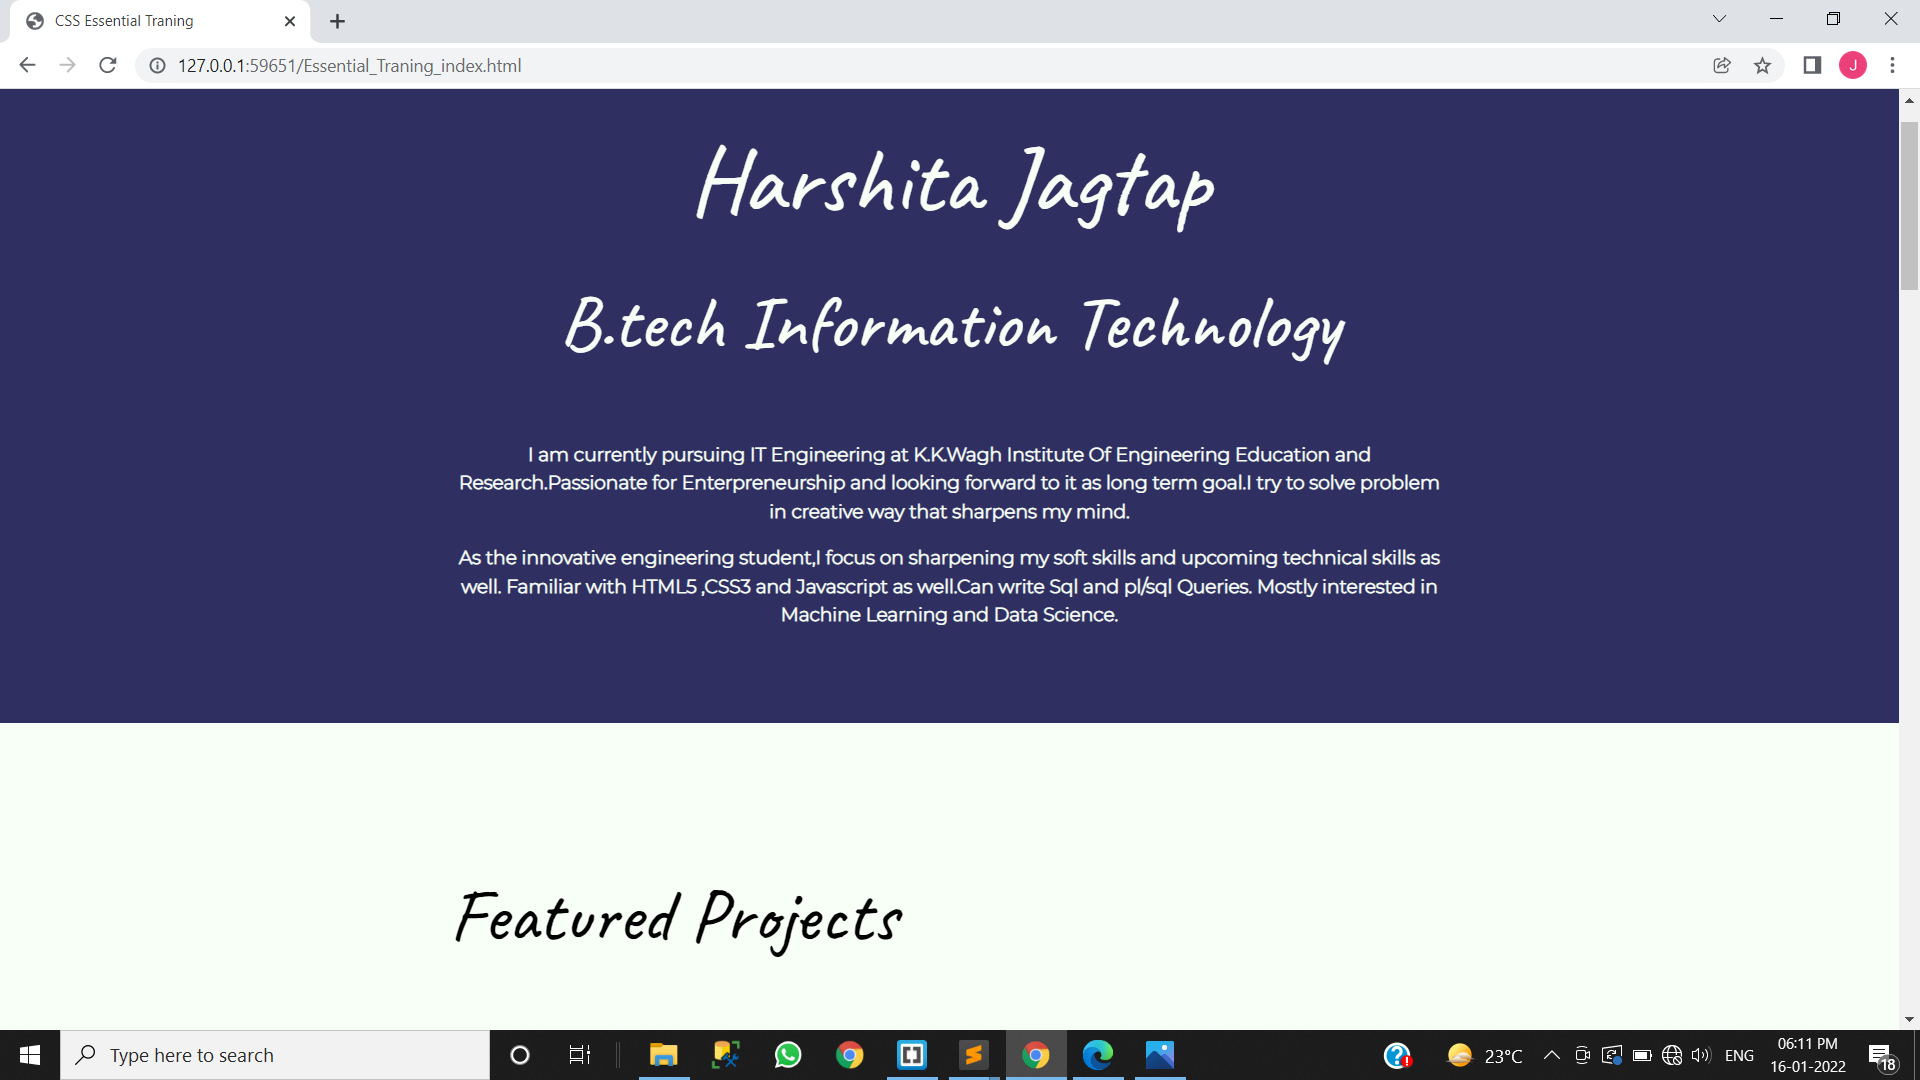 CSS Essential Traning
127.0.0.1:59651/Essential_Traning_index.html
J
Harshita Jagtap
B.tech Information Technology
I am currently pursuing IT Engineering at K.K.Wagh Institute Of Engineering Education and
Research.Passionate for Enterpreneurship and looking forward to it as long term goal.I try to solve problem
in creative way that sharpens my mind.
As the innovative engineering student,I focus on sharpening my soft skills and upcoming technical skills as
well. Familiar with HTML5 ,CSS3 and Javascript as well.Can write Sql and pl/sql Queries. Mostly interested in
Machine Learning and Data Science.
Featured Projects
Type here to search
23°C
ENG
06:11 PM
16-01-2022
18